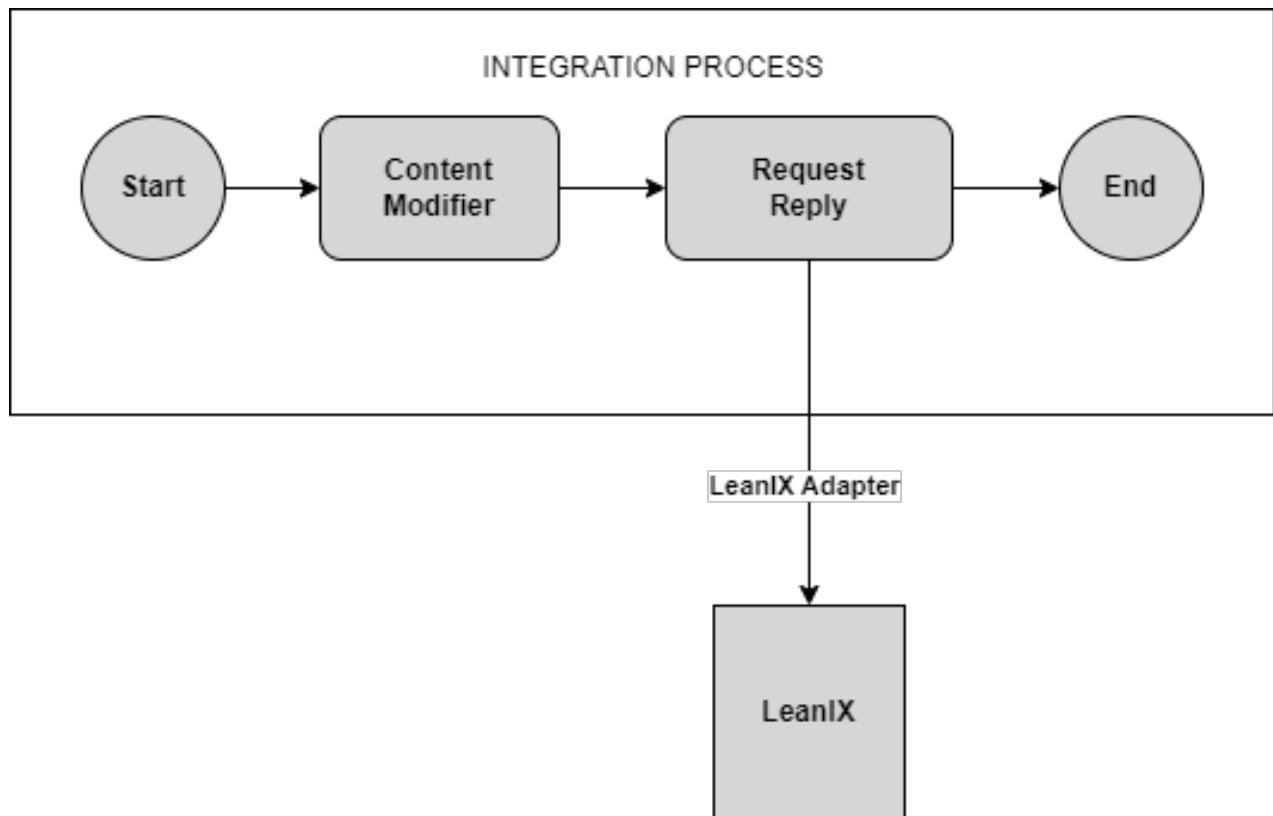 INTEGRATION PROCESS
Start
Content
Modifier
Request
Reply
End
LeanIX Adapter
LeanIX